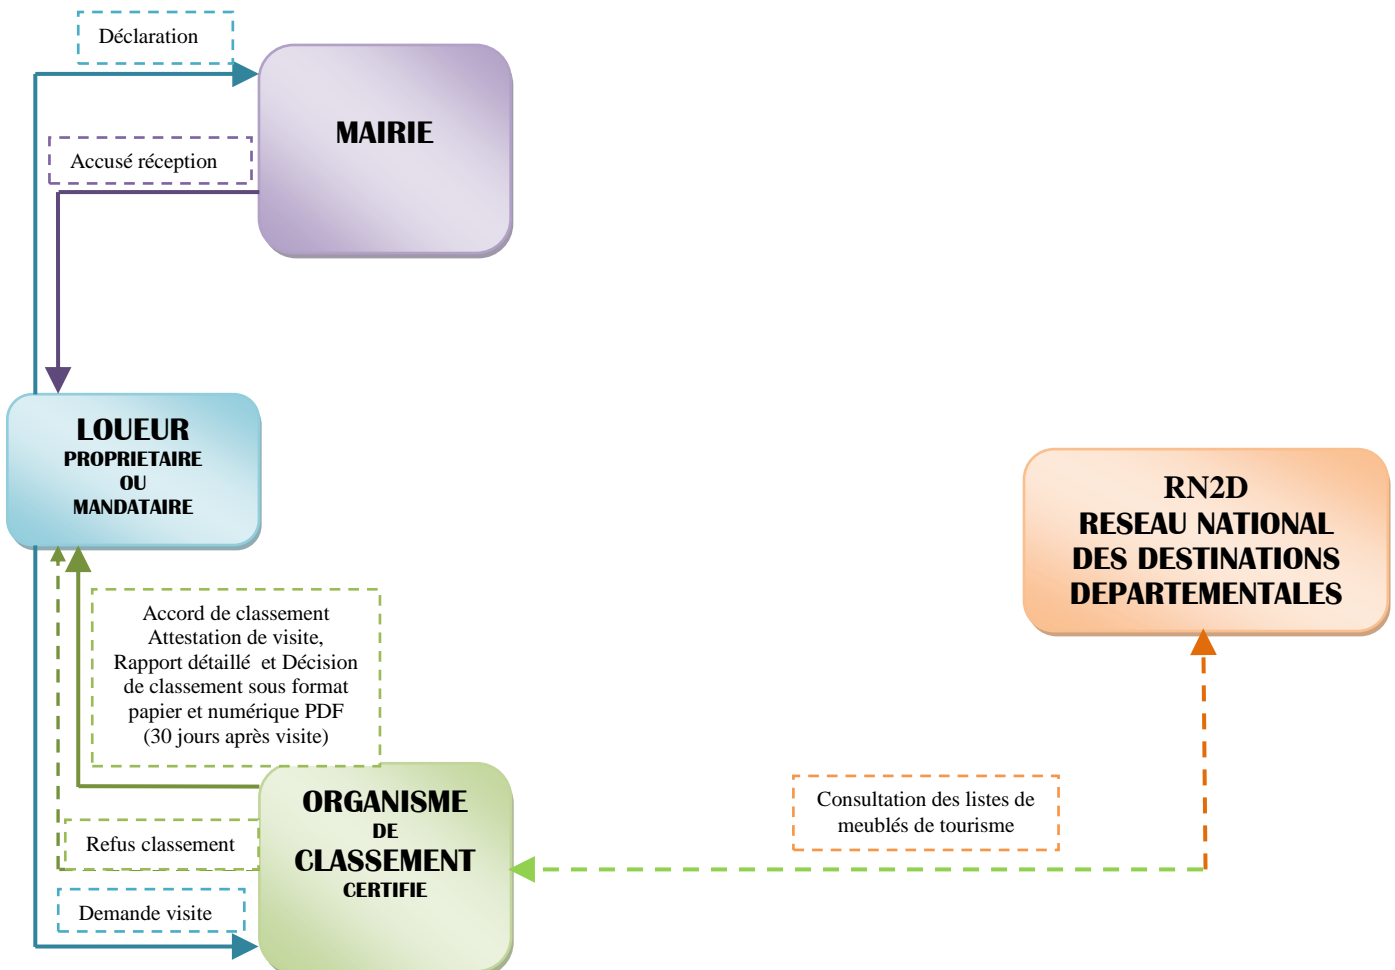 Déclaration
MAIRIE
Accusé réception
LOUEUR
PROPRIETAIRE
OU
MANDATAIRE
RN2D
RESEAU NATIONAL
DES DESTINATIONS
DEPARTEMENTALES
Accord de classement
Attestation de visite,
Rapport détaillé et Décision
de classement sous format
papier et numérique PDF
(30 jours après visite)
ORGANISME
DE
CLASSEMENT
CERTIFIE
Consultation des listes de
meublés de tourisme
Refus classement
Demande visite